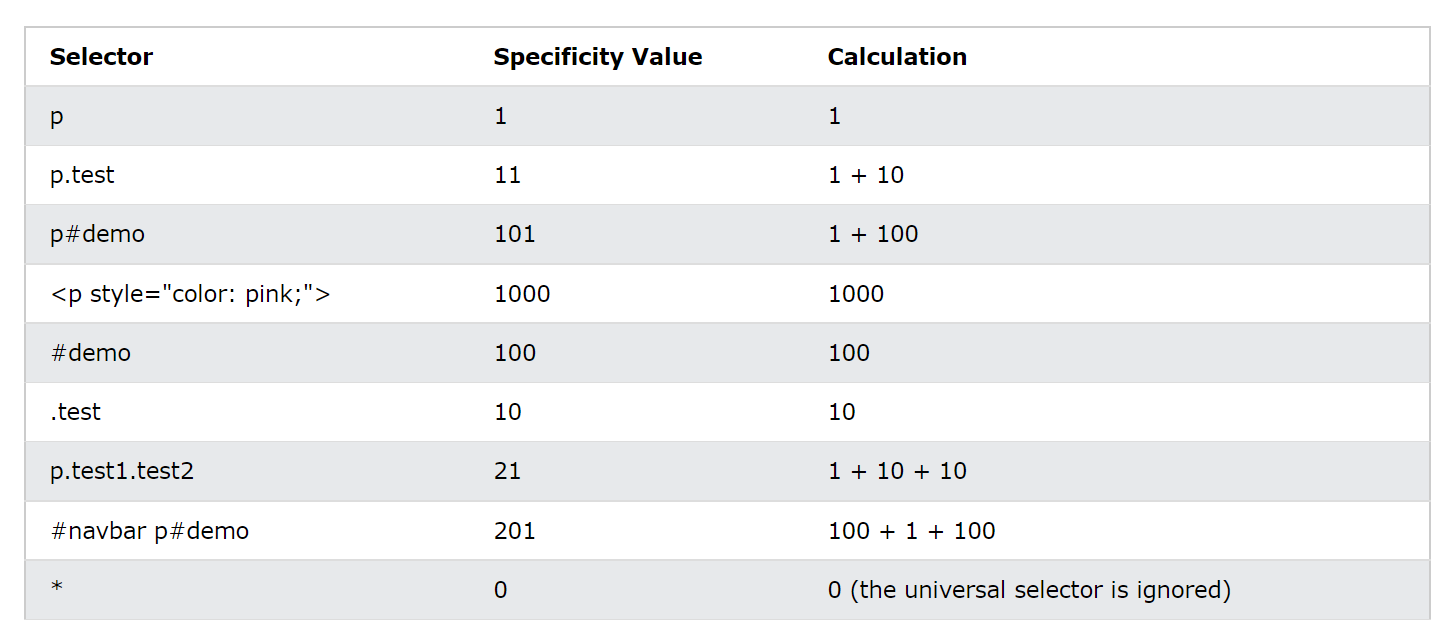 Selector Specificity Value Calculation
p 1 1
p.test 11 1 + 10
p#demo 101 1 + 100
<p style="color: pink;"> 1000 1000
#demo 100 100
.test 10 10
p.test1.test2 21 1 + 10 + 10
#navbar p#demo 201 100 + 1 + 100
* 0 0 (the universal selector is ignored)